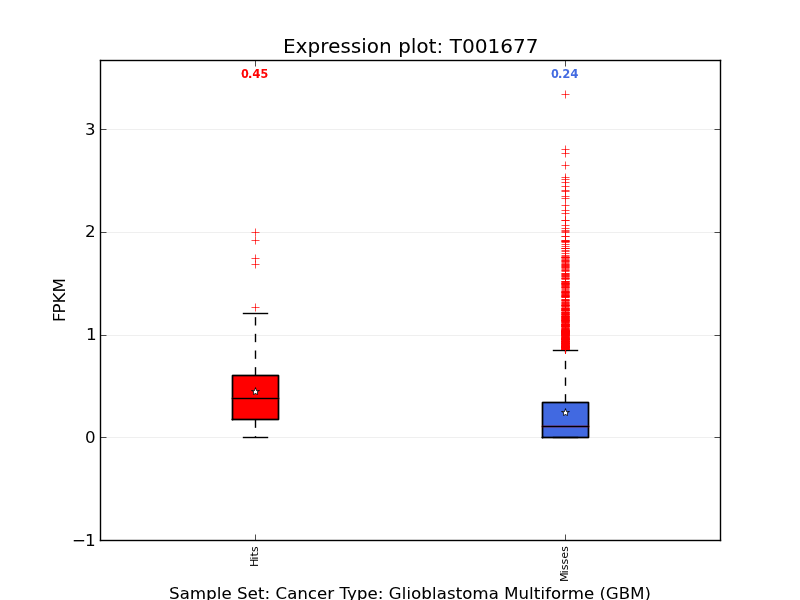 Expression plot: T001677
0.45
0.24
3
2
1
0
−1
FPKM
Hits
Misses
Sample Set: Cancer Type: Glioblastoma Multiforme (GBM)